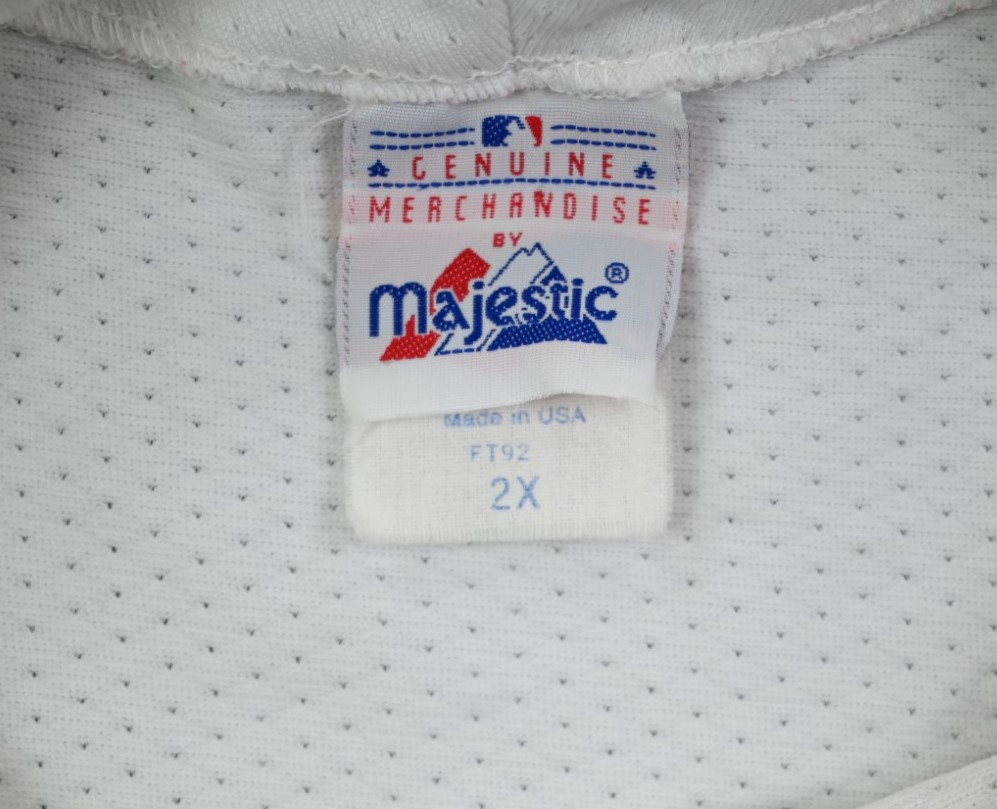 GENUINE
MERCHANDISE
BY
Majestic®
Made in USA
FT92
2X